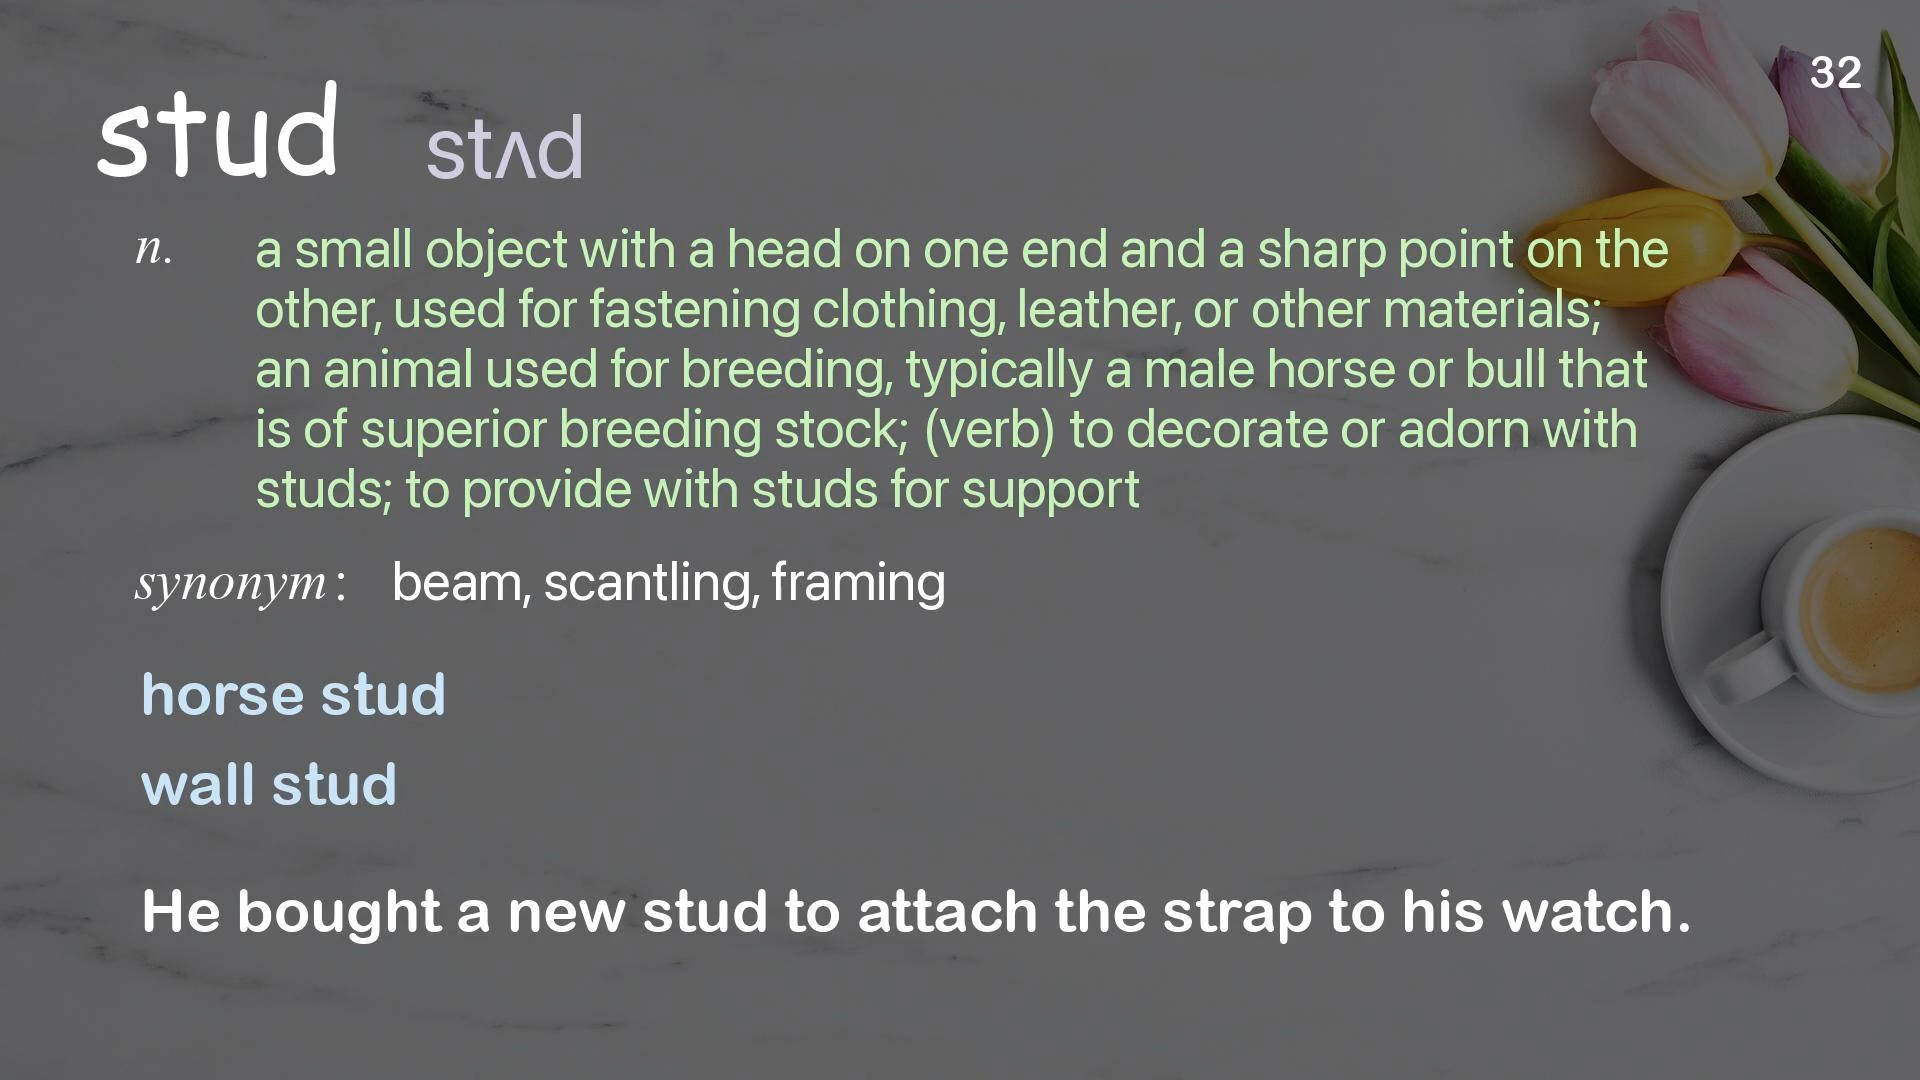 32
stud stʌd
n. a small object with a head on one end and a sharp point on the
other, used for fastening clothing, leather, or other materials;
an animal used for breeding, typically a male horse or bull that
is of superior breeding stock; (verb) to decorate or adorn with
studs; to provide with studs for support
synonym: beam, scantling, framing
horse stud
wall stud
He bought a new stud to attach the strap to his watch.